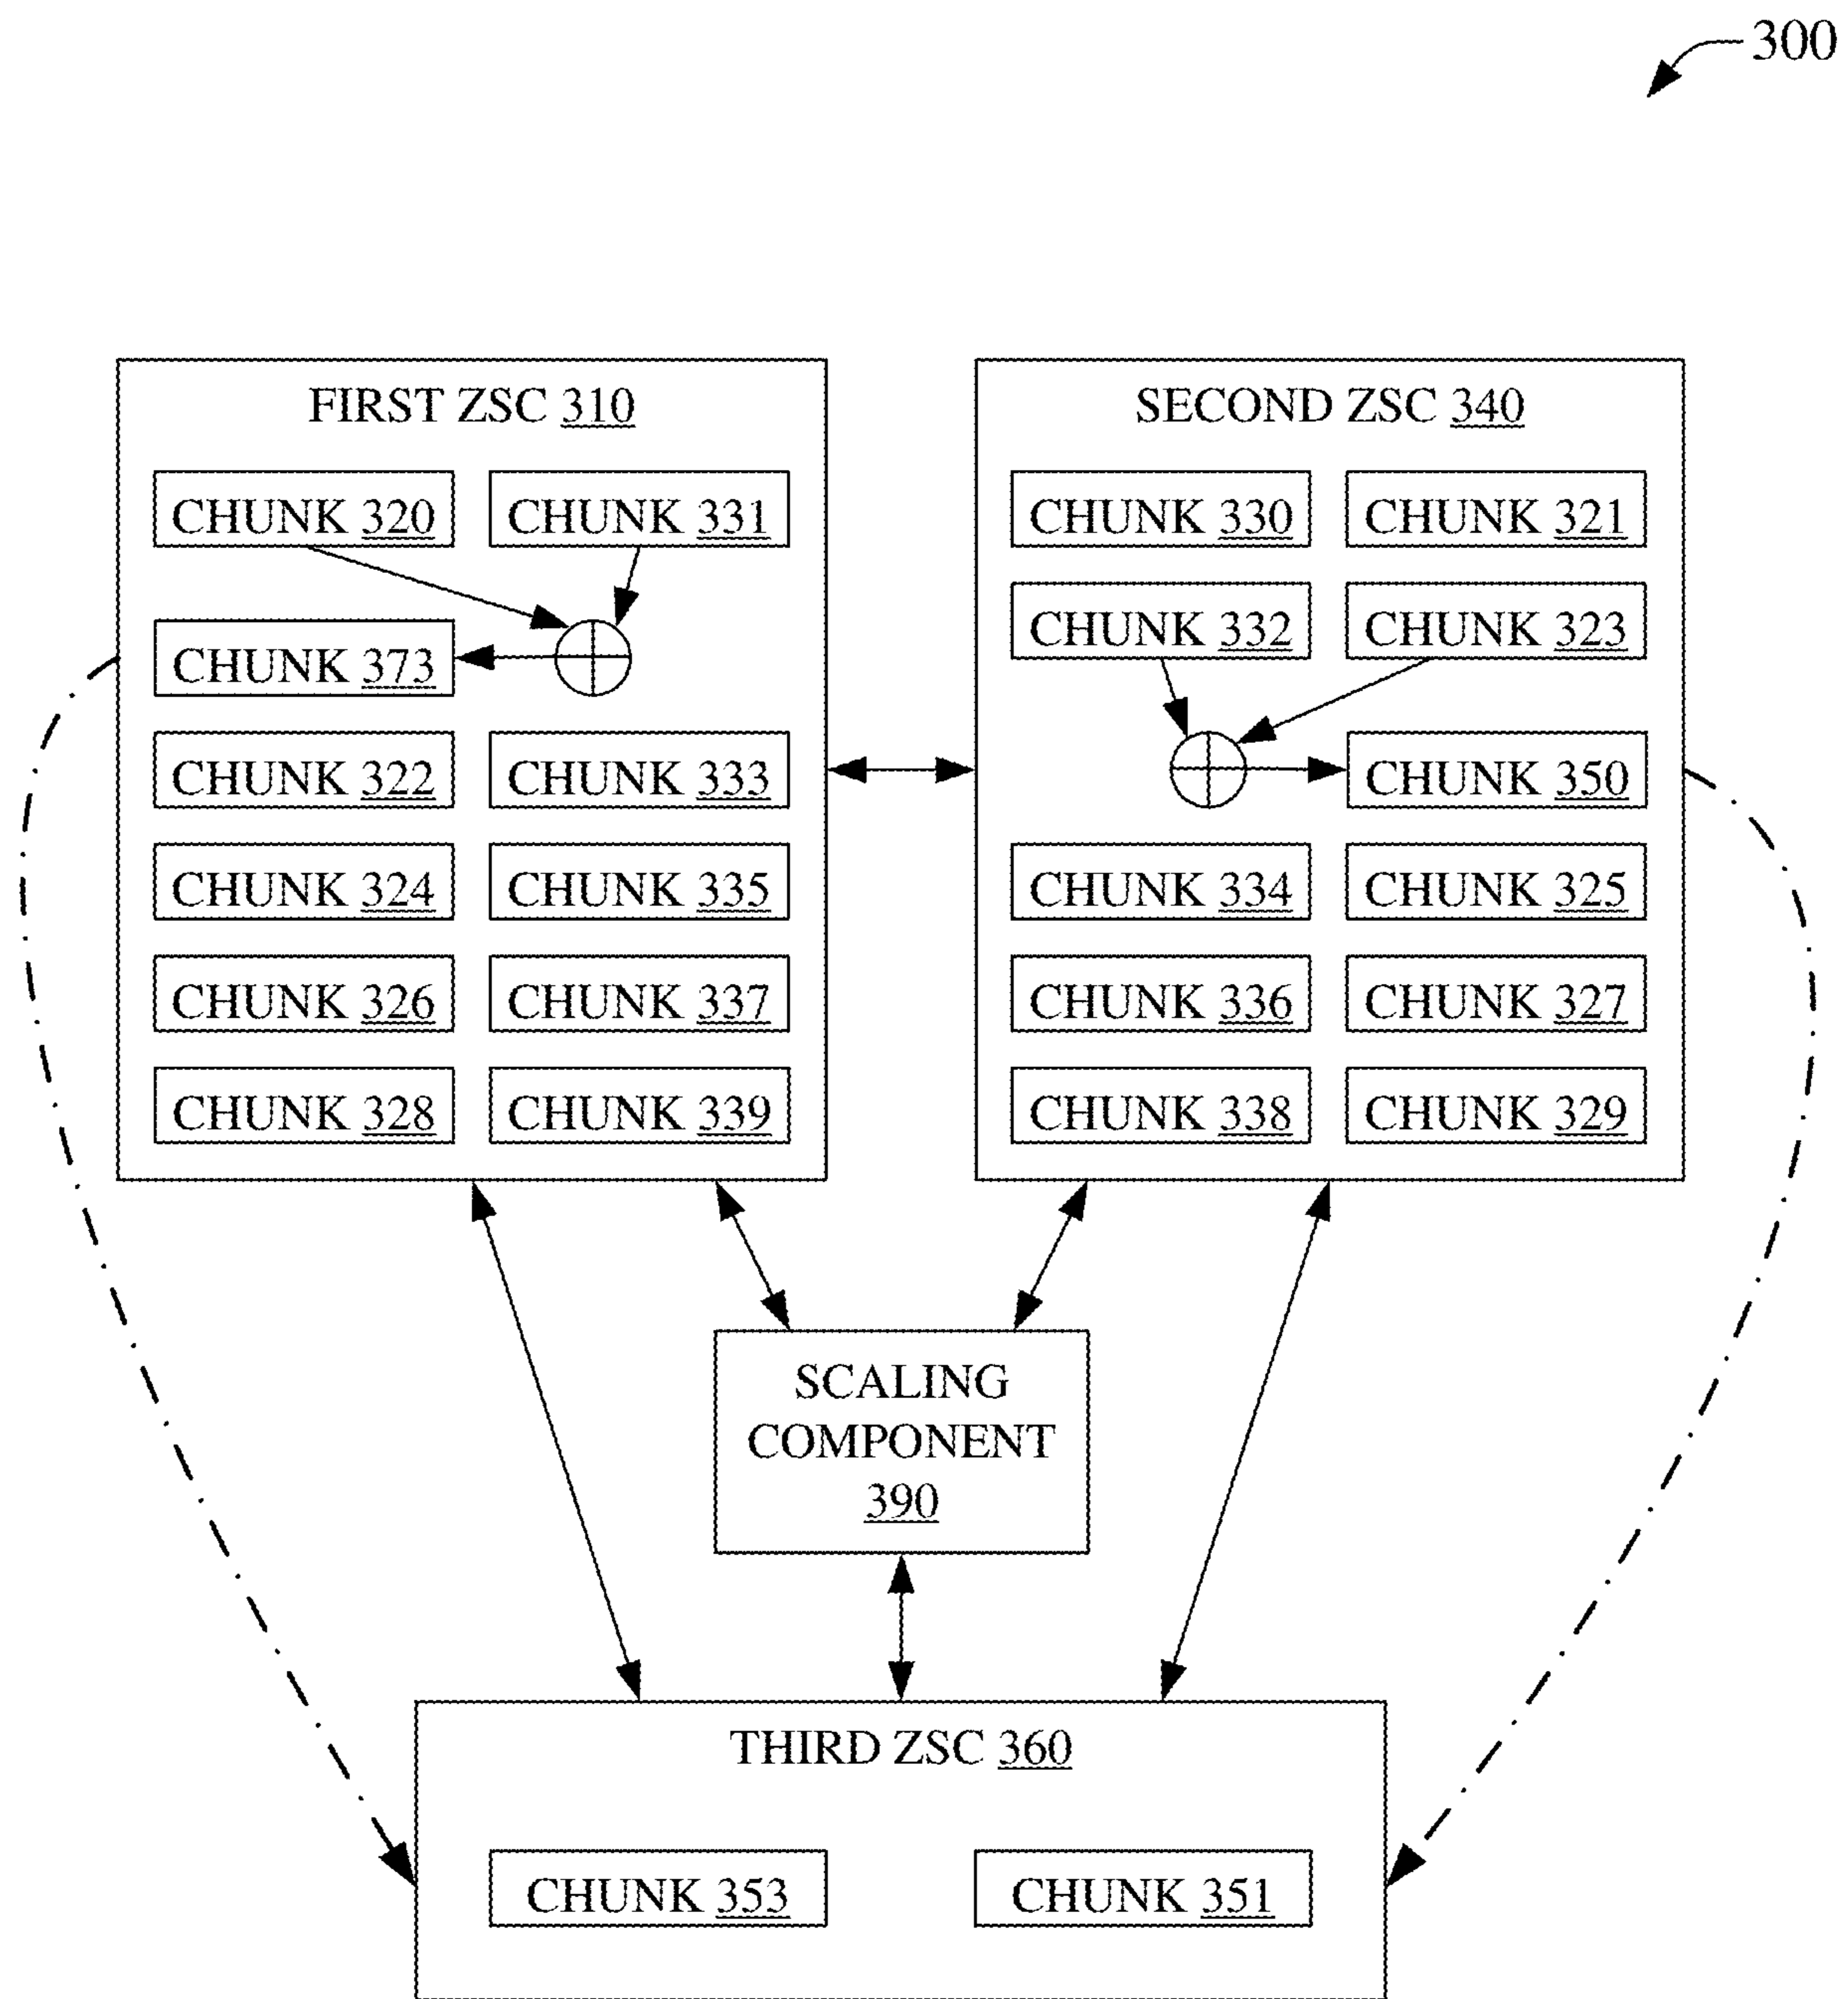 300
FIRST ZSC 310
CHUNK 320
CHUNK 331
CHUNK 373
CHUNK 322
CHUNK 333
CHUNK 324
CHUNK 335
CHUNK 326
CHUNK 337
CHUNK 328
CHUNK 339
SECOND ZSC 340
CHUNK 330
CHUNK 321
CHUNK 332
CHUNK 323
CHUNK 350
CHUNK 334
CHUNK 325
CHUNK 336
CHUNK 327
CHUNK 338
CHUNK 329
SCALING
COMPONENT
390
THIRD ZSC 360
CHUNK 353
CHUNK 351